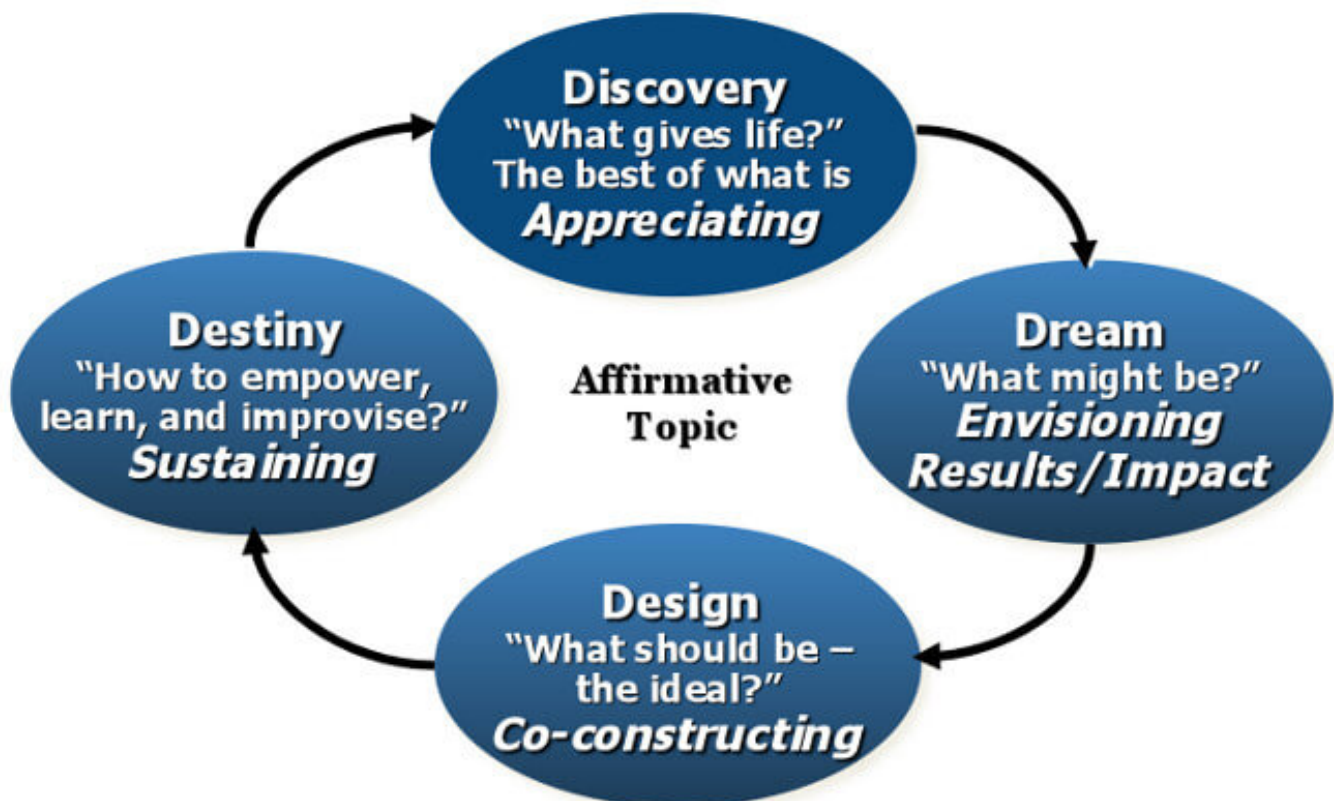 Discovery
“What gives life?”
The best of what is
Appreciating
Dream
“What might be?”
Envisioning
Results/Impact
Design
“What should be –
the ideal?”
Co-constructing
Destiny
“How to empower,
learn, and improvise?”
Sustaining
Affirmative
Topic